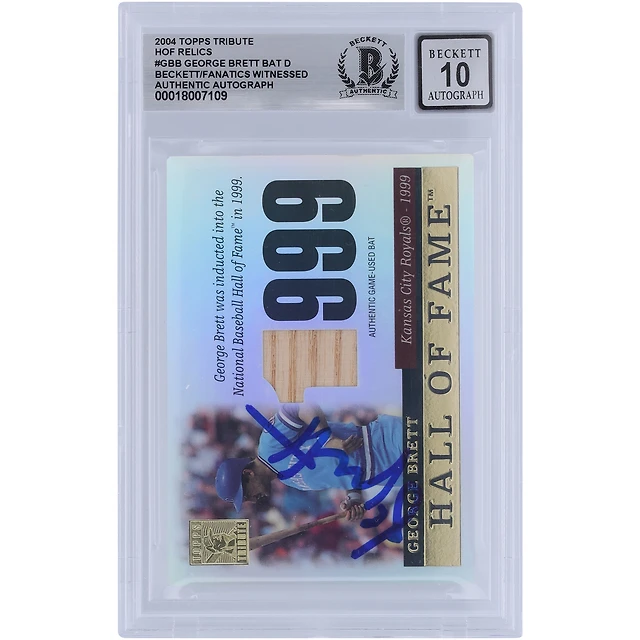 2004 TOPPS TRIBUTE
HOF RELICS
#GBB GEORGE BRETT BAT D
BECKETT/FANATICS WITNESSED
AUTHENTIC AUTOGRAPH
00018007109
BECKETT
B
AUTHENTIC
BECKETT
10
AUTOGRAPH
George Brett was inducted into the
National Baseball Hall of Fame™ in 1999.
1999
AUTHENTIC GAME-USED BAT
Kansas City Royals® - 1999
GEORGE BRETT
HALL OF FAME™
TOPPS
TRIBUTE